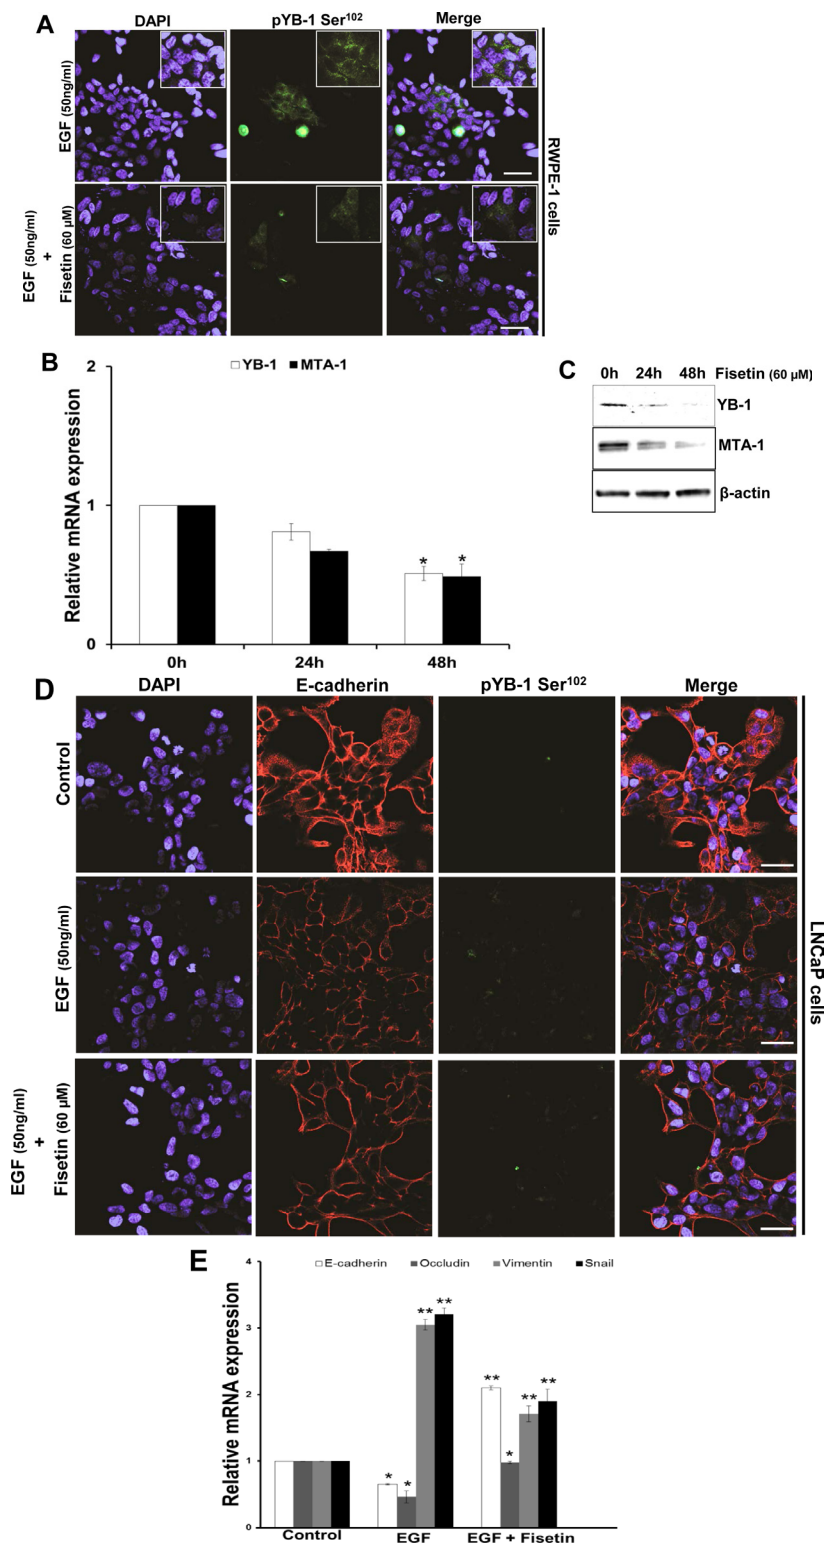 A
DAPI
pYB-1 Ser102
Merge
EGF (50ng/ml)
EGF (50ng/ml)
+
Fisetin (60 µM)
RWPE-1 cells
B
YB-1
MTA-1
Relative mRNA expression
2
1
0
*
*
0h
24h
48h
C
0h 24h 48h Fisetin (60 µM)
YB-1
MTA-1
β-actin
D
DAPI
E-cadherin
pYB-1 Ser102
Merge
Control
EGF (50ng/ml)
EGF (50ng/ml)
+
Fisetin (60 µM)
LNCaP cells
E
E-cadherin
Occludin
Vimentin
Snail
Relative mRNA expression
4
3
2
1
0
*
*
**
**
**
*
**
**
Control
EGF
EGF + Fisetin